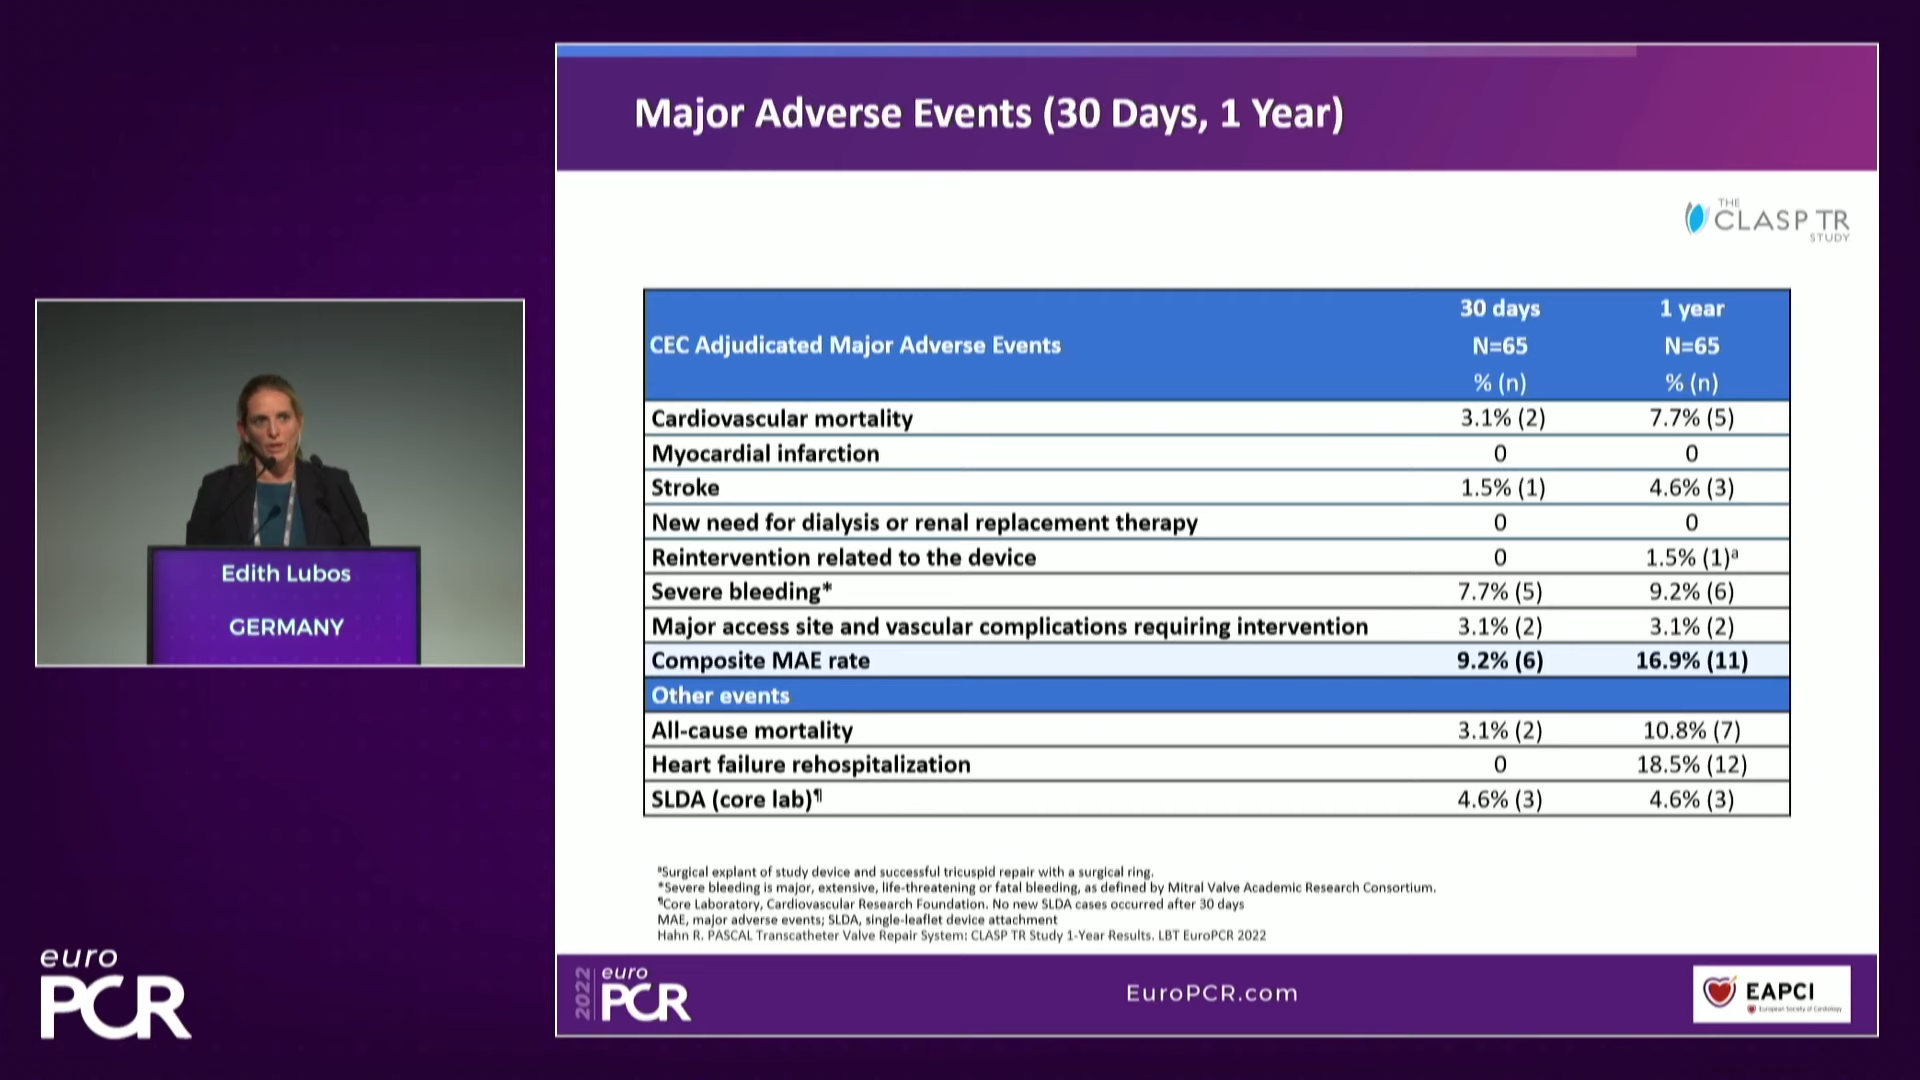 Major Adverse Events (30 Days, 1 Year)
THE
CLASP TR
STUDY
30 days 1 year
CEC Adjudicated Major Adverse Events N=65 N=65
% (n) % (n)
Cardiovascular mortality 3.1% (2) 7.7% (5)
Myocardial infarction 0 0
Stroke 1.5% (1) 4.6% (3)
New need for dialysis or renal replacement therapy 0 0
Reintervention related to the device 0 1.5% (1)ᵃ
Severe bleeding* 7.7% (5) 9.2% (6)
Major access site and vascular complications requiring intervention 3.1% (2) 3.1% (2)
Composite MAE rate 9.2% (6) 16.9% (11)
Other events
All-cause mortality 3.1% (2) 10.8% (7)
Heart failure rehospitalization 0 18.5% (12)
SLDA (core lab)¶ 4.6% (3) 4.6% (3)
ᵃSurgical explant of study device and successful tricuspid repair with a surgical ring.
*Severe bleeding is major, extensive, life-threatening or fatal bleeding, as defined by Mitral Valve Academic Research Consortium.
¶Core Laboratory, Cardiovascular Research Foundation. No new SLDA cases occurred after 30 days
MAE, major adverse events; SLDA, single-leaflet device attachment
Hahn R. PASCAL Transcatheter Valve Repair System: CLASP TR Study 1-Year Results. LBT EuroPCR 2022
Edith Lubos
GERMANY
euro
PCR
2022
euro
PCR
EuroPCR.com
EAPCI
European Society of Cardiology